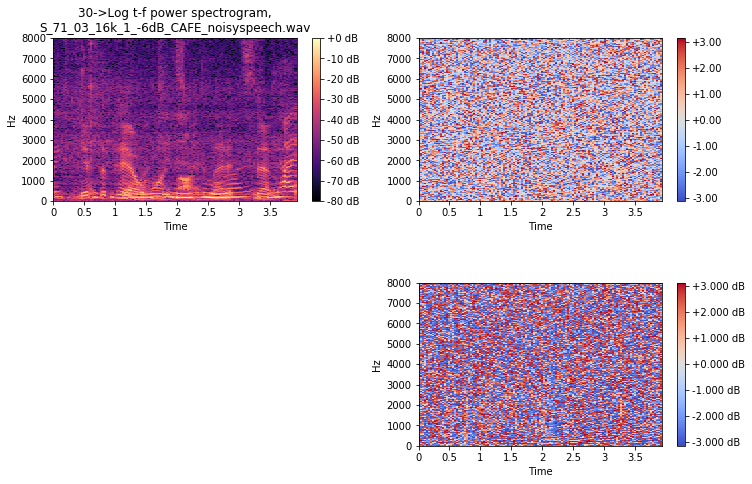 30->Log t-f power spectrogram,
S_71_03_16k_1_-6dB_CAFE_noisyspeech.wav
8000
7000
6000
5000
4000
3000
2000
1000
0
Hz
0 0.5 1 1.5 2 2.5 3 3.5
Time
+0 dB
-10 dB
-20 dB
-30 dB
-40 dB
-50 dB
-60 dB
-70 dB
-80 dB
8000
7000
6000
5000
4000
3000
2000
1000
0
Hz
0 0.5 1 1.5 2 2.5 3 3.5
Time
+3.00
+2.00
+1.00
+0.00
-1.00
-2.00
-3.00
8000
7000
6000
5000
4000
3000
2000
1000
0
Hz
0 0.5 1 1.5 2 2.5 3 3.5
Time
+3.000 dB
+2.000 dB
+1.000 dB
+0.000 dB
-1.000 dB
-2.000 dB
-3.000 dB